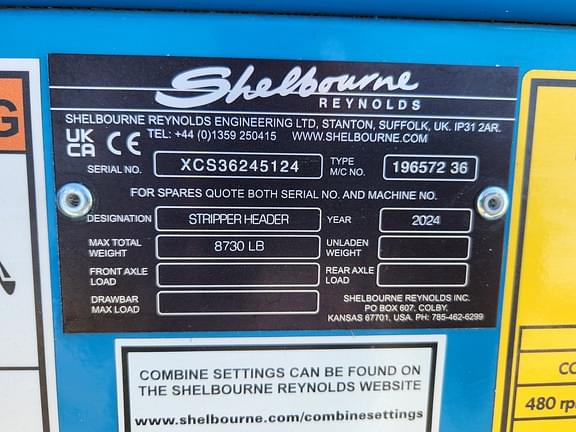 Shelbourne
REYNOLDS
SHELBOURNE REYNOLDS ENGINEERING LTD, STANTON, SUFFOLK, UK. IP31 2AR.
UK CA CE TEL: +44 (0)1359 250415 WWW.SHELBOURNE.COM
SERIAL NO. XCS36245124 TYPE M/C NO. 196572 36
FOR SPARES QUOTE BOTH SERIAL NO. AND MACHINE NO.
DESIGNATION STRIPPER HEADER YEAR 2024
MAX TOTAL WEIGHT 8730 LB UNLADEN WEIGHT
FRONT AXLE LOAD REAR AXLE LOAD
DRAWBAR MAX LOAD
SHELBOURNE REYNOLDS INC.
PO BOX 607, COLBY,
KANSAS 67701, USA. PH: 785-462-6299
COMBINE SETTINGS CAN BE FOUND ON
THE SHELBOURNE REYNOLDS WEBSITE
www.shelbourne.com/combinesettings
G
CO
480 rp